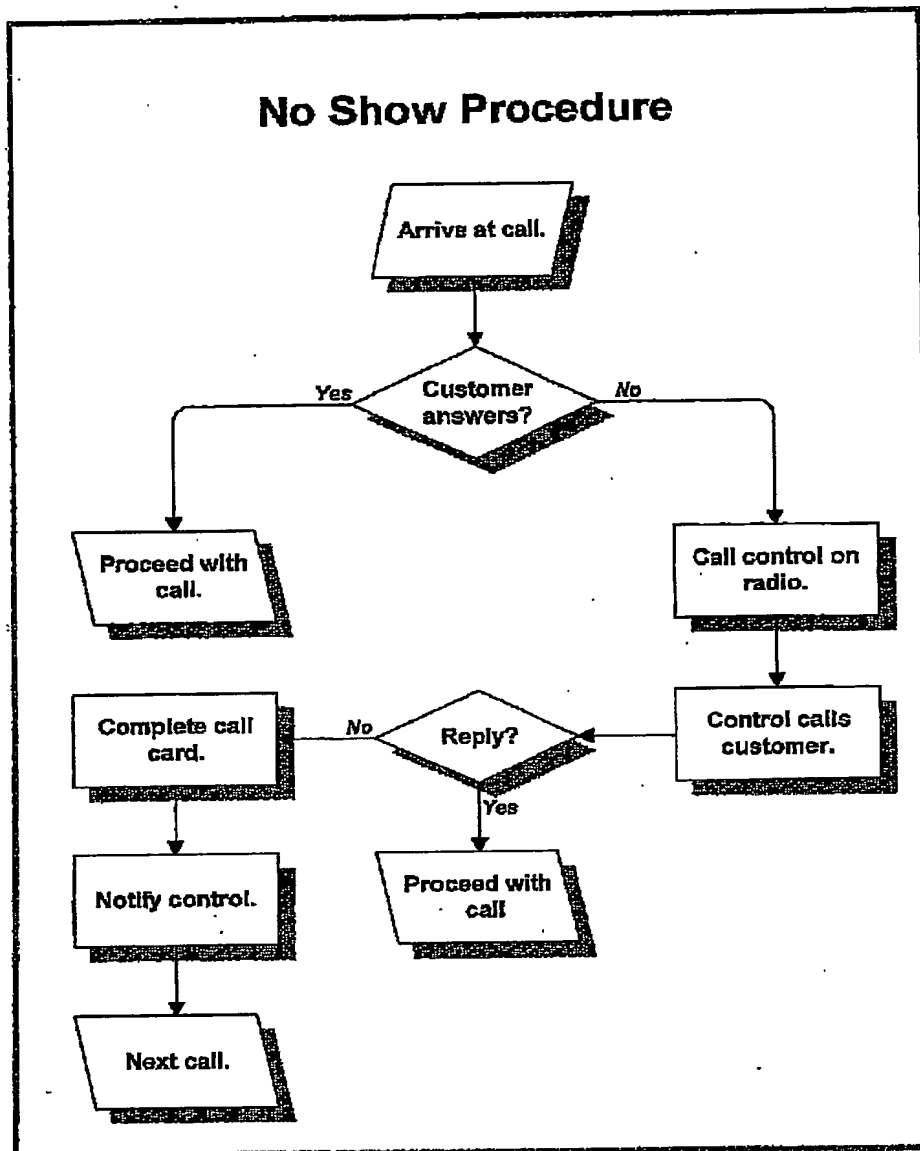 No Show Procedure
Arrive at call.
Customer
answers?
Yes
No
Proceed with
call.
Call control on
radio.
Control calls
customer.
Reply?
No
Yes
Complete call
card.
Proceed with
call
Notify control.
Next call.